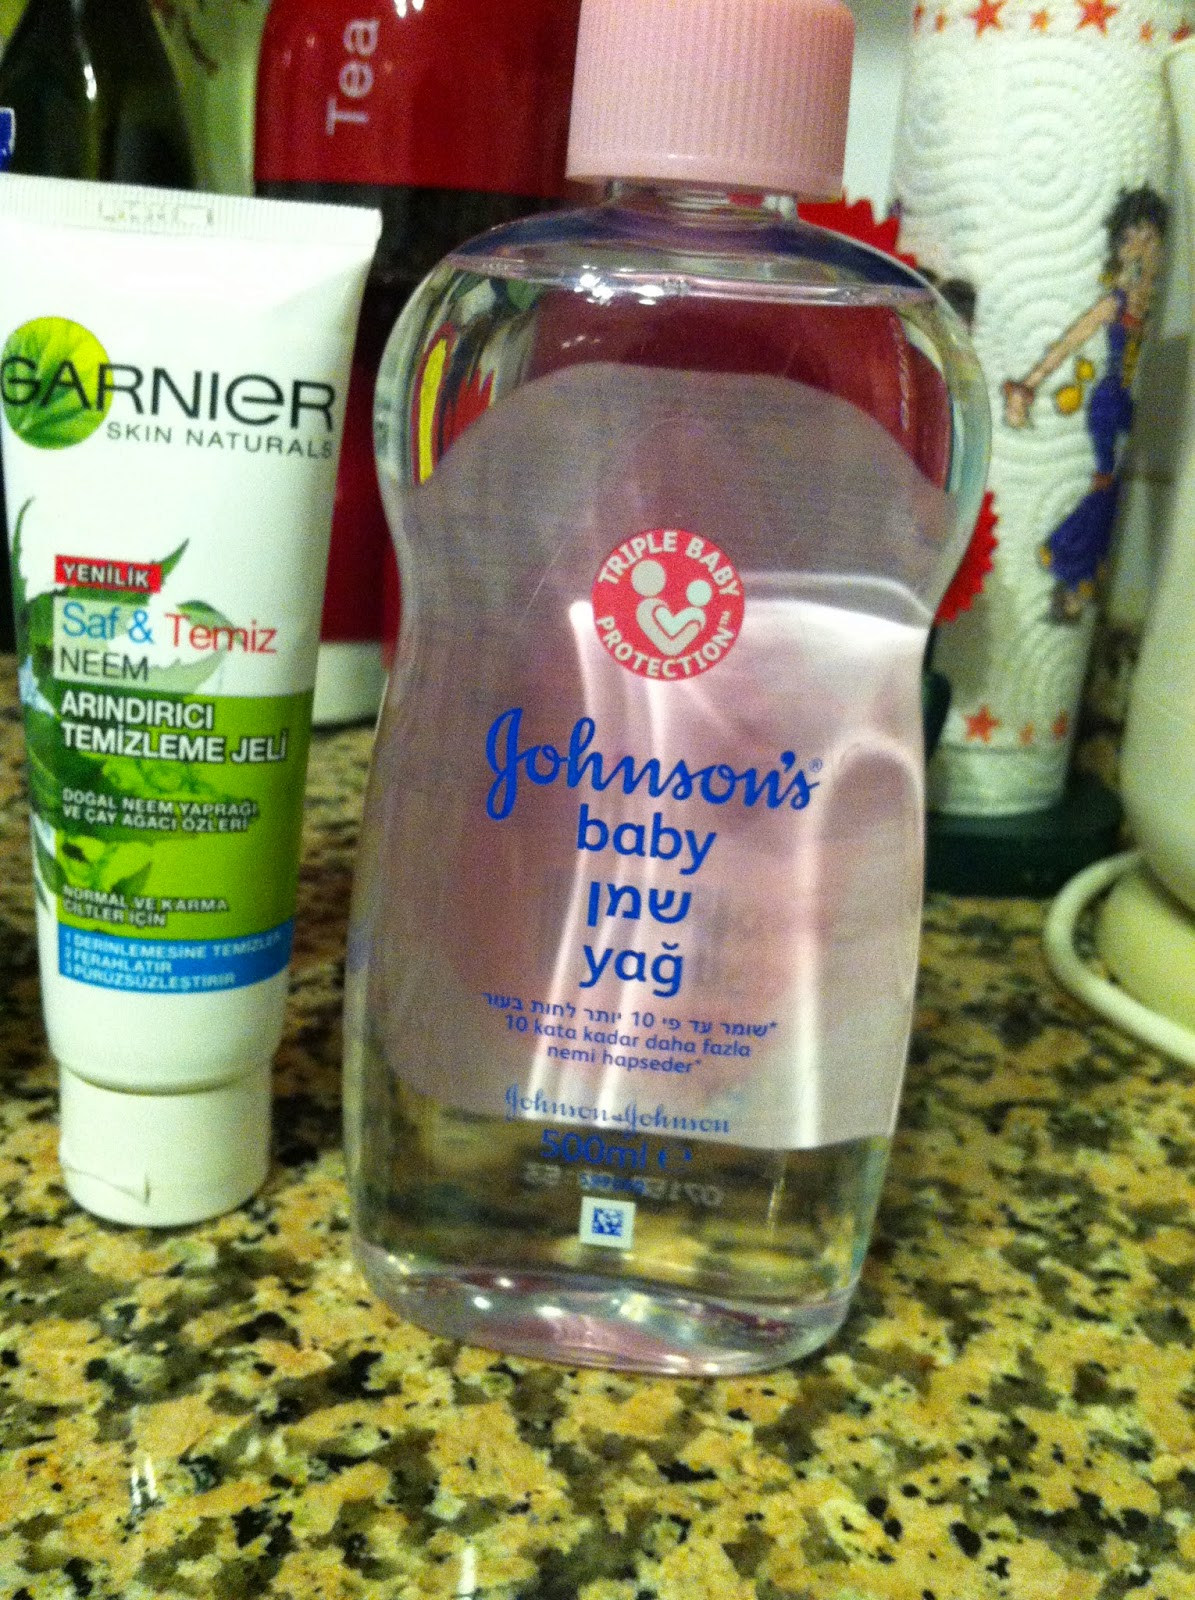 Tea
GARNIER
SKIN NATURALS
YENİLİK
Saf & Temiz
NEEM
ARINDIRICI
TEMİZLEME JELİ
DOĞAL NEEM YAPRAĞI
VE ÇAY AĞACI ÖZLERİ
NORMAL VE KARMA
CİLTLER İÇİN
1 DERİNLEMESİNE TEMİZLER
2 FERAHLATIR
3 PÜRÜZSÜZLEŞTİRİR
TRIPLE BABY
PROTECTION™
Johnson's®
baby
שמן
yağ
שומר עד פי 10 יותר לחות בעור*
10 kata kadar daha fazla
nemi hapseder*
Johnson & Johnson
500ml ℮